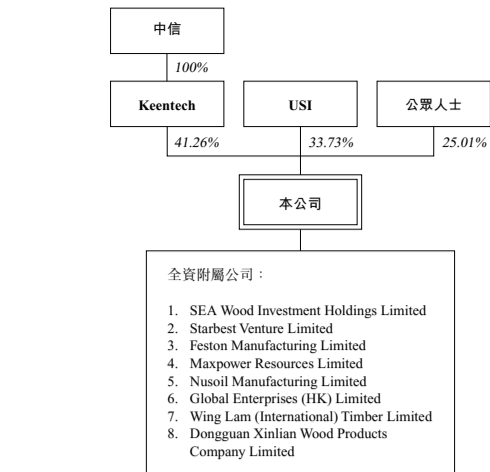 中信
100%
Keentech
USI
公眾人士
41.26%
33.73%
25.01%
本公司
全資附屬公司：
1. SEA Wood Investment Holdings Limited
2. Starbest Venture Limited
3. Feston Manufacturing Limited
4. Maxpower Resources Limited
5. Nusoil Manufacturing Limited
6. Global Enterprises (HK) Limited
7. Wing Lam (International) Timber Limited
8. Dongguan Xinlian Wood Products
Company Limited